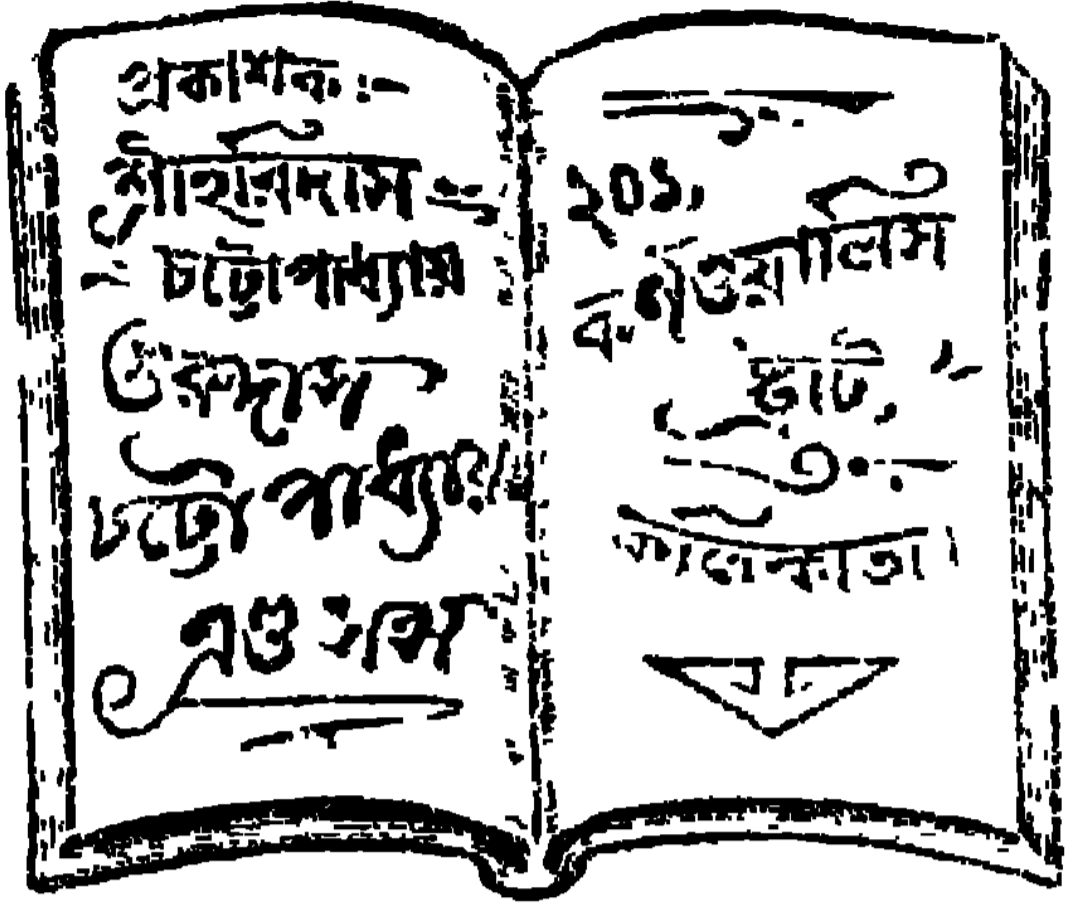 প্রকাশক :—
শ্রীহরিদাস
চট্টোপাধ্যায়
গুরুদাস
চট্টোপাধ্যায়
এণ্ড সন্স
২০১,
কর্ণওয়ালিস
ষ্ট্রীট,
কলিকাতা।